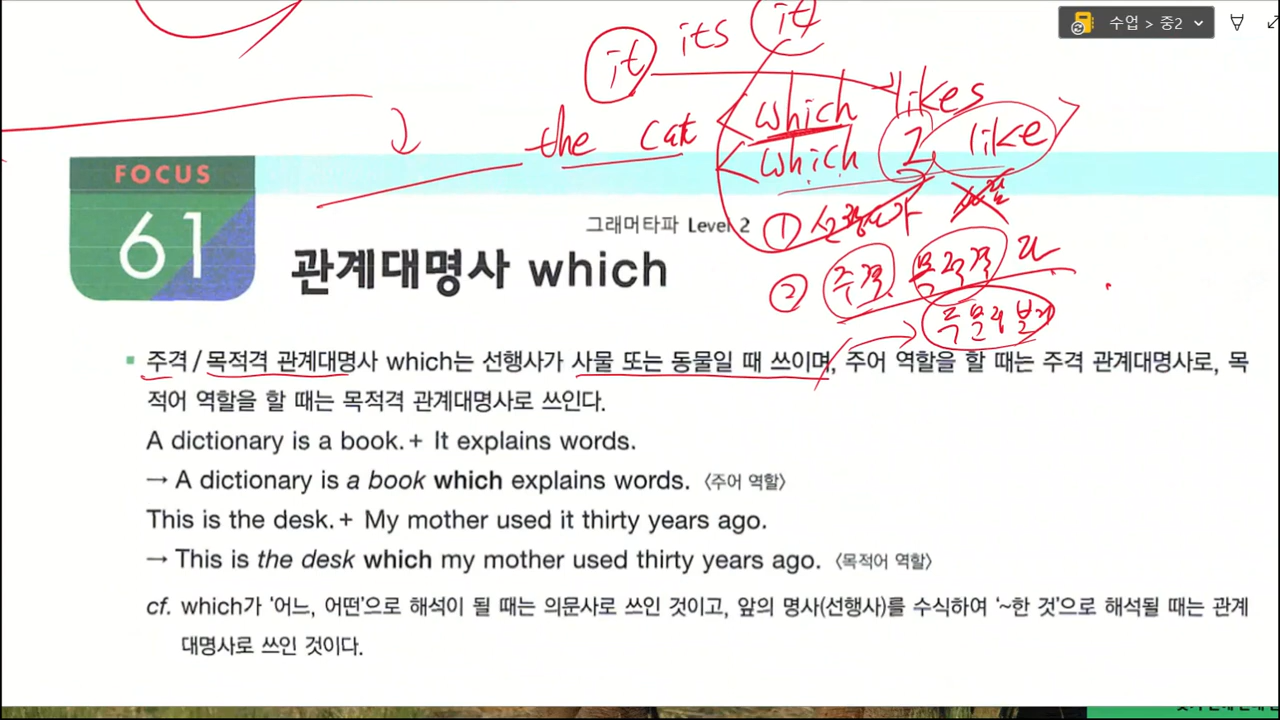 수업 > 중2
it its it
which likes
the cat
which I like
FOCUS
61
그래머타파 Level 2
① 선행사가
관계대명사 which
② 주격 목적격 다
▪ 주격/목적격 관계대명사 which는 선행사가 사물 또는 동물일 때 쓰이며, 주어 역할을 할 때는 주격 관계대명사로, 목
적어 역할을 할 때는 목적격 관계대명사로 쓰인다.
A dictionary is a book. + It explains words.
→ A dictionary is a book which explains words. 〈주어 역할〉
This is the desk. + My mother used it thirty years ago.
→ This is the desk which my mother used thirty years ago. 〈목적어 역할〉
cf. which가 '어느, 어떤'으로 해석이 될 때는 의문사로 쓰인 것이고, 앞의 명사(선행사)를 수식하여 '~한 것'으로 해석될 때는 관계
대명사로 쓰인 것이다.